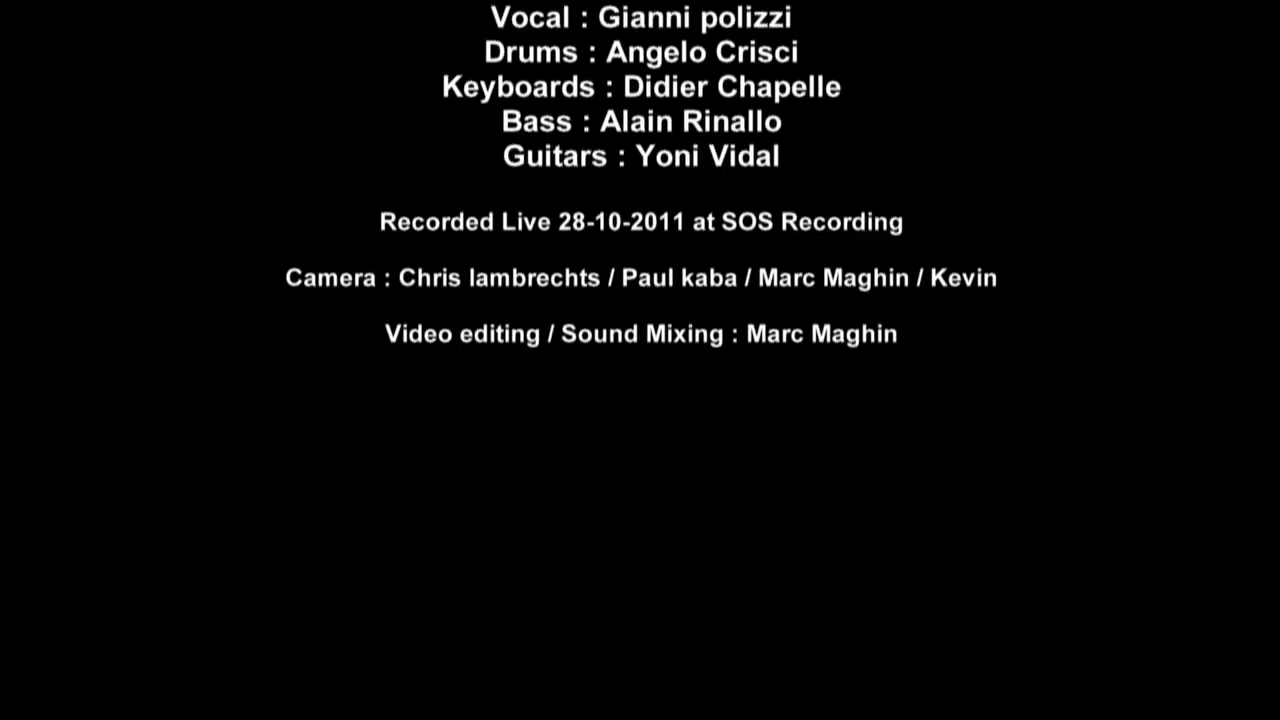 Vocal : Gianni polizzi
Drums : Angelo Crisci
Keyboards : Didier Chapelle
Bass : Alain Rinallo
Guitars : Yoni Vidal
Recorded Live 28-10-2011 at SOS Recording
Camera : Chris lambrechts / Paul kaba / Marc Maghin / Kevin
Video editing / Sound Mixing : Marc Maghin